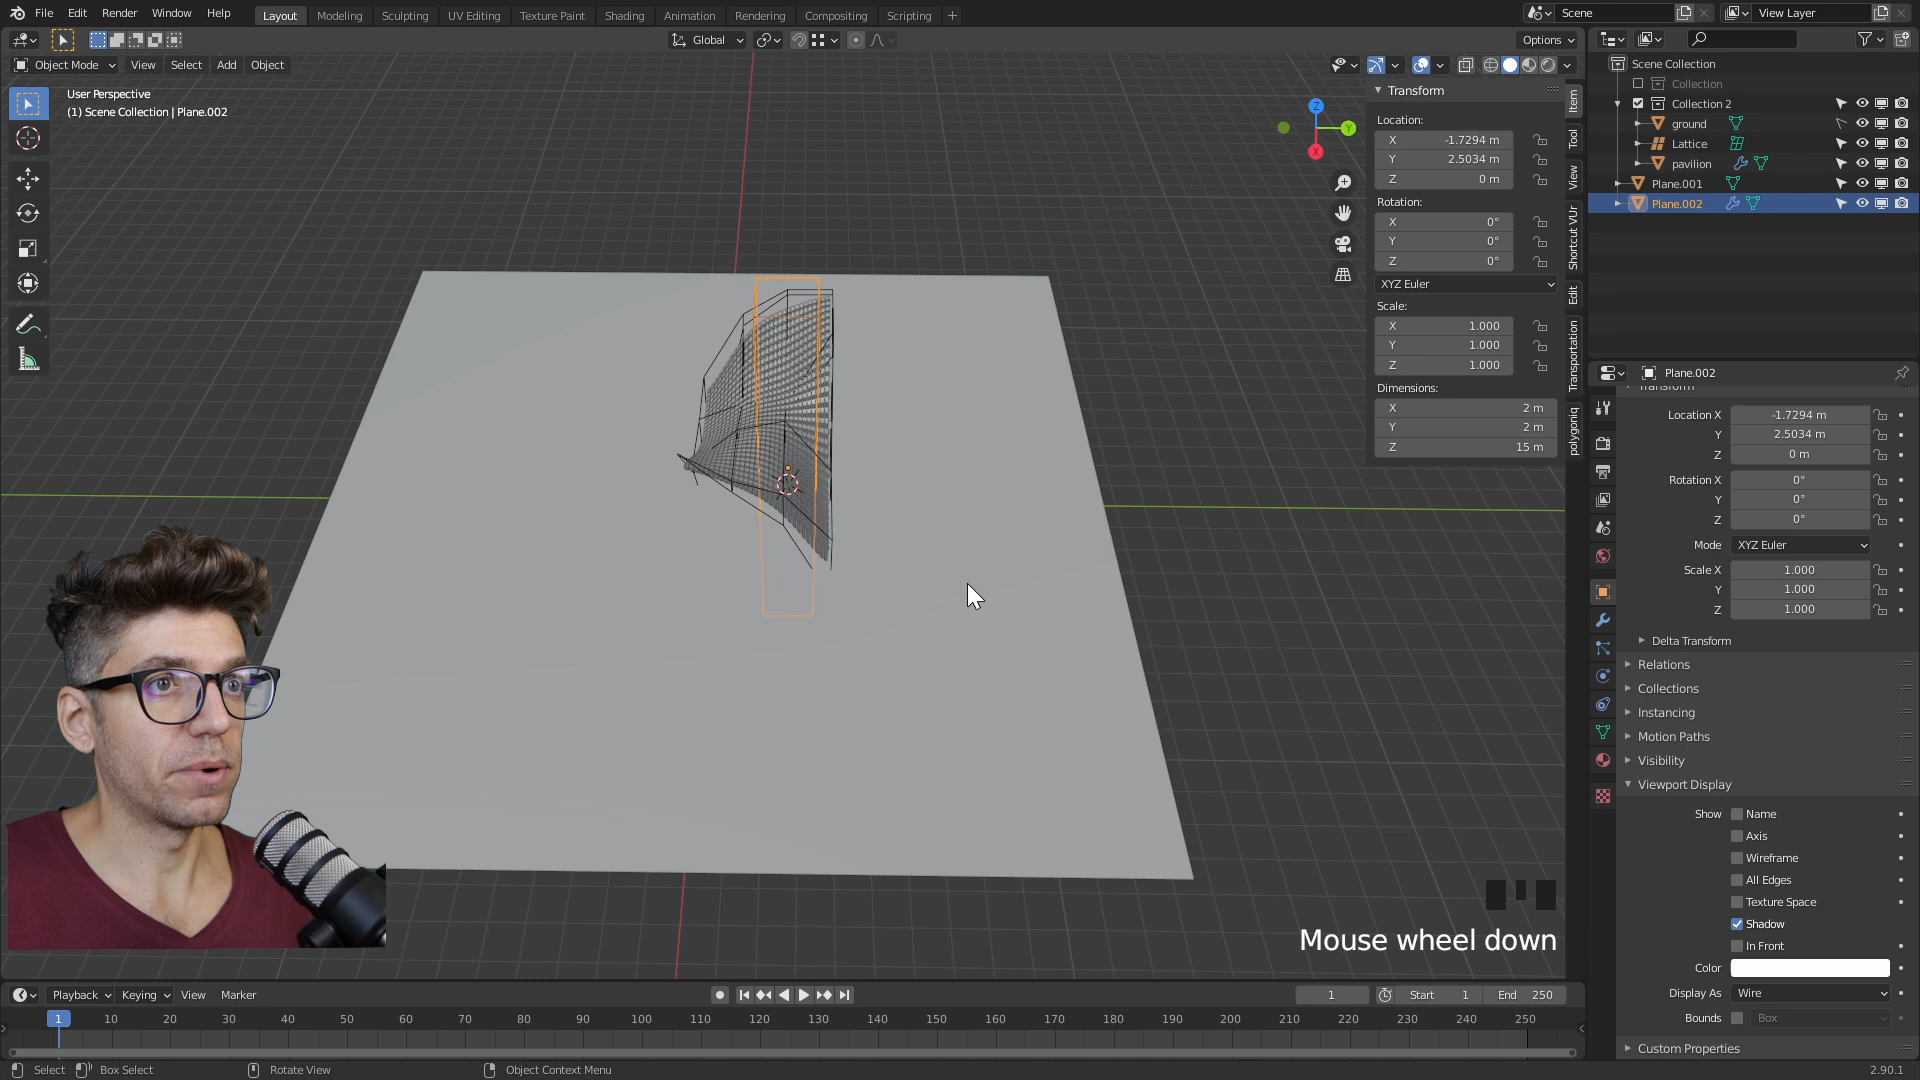 File Edit Render Window Help
Layout Modeling Sculpting UV Editing Texture Paint Shading Animation Rendering Compositing Scripting +
Scene
View Layer
Global
Options
Object Mode View Select Add Object
User Perspective
(1) Scene Collection | Plane.002
Z
Y
X
Transform
Location:
X -1.7294 m
Y 2.5034 m
Z 0 m
Rotation:
X 0°
Y 0°
Z 0°
XYZ Euler
Scale:
X 1.000
Y 1.000
Z 1.000
Dimensions:
X 2 m
Y 2 m
Z 15 m
Item
Tool
View
Shortcut VUr
Edit
Transportation
polygoniq
Scene Collection
Collection
Collection 2
ground
Lattice
pavilion
Plane.001
Plane.002
Plane.002
Transform
Location X -1.7294 m
Y 2.5034 m
Z 0 m
Rotation X 0°
Y 0°
Z 0°
Mode XYZ Euler
Scale X 1.000
Y 1.000
Z 1.000
Delta Transform
Relations
Collections
Instancing
Motion Paths
Visibility
Viewport Display
Show Name
Axis
Wireframe
All Edges
Texture Space
Shadow
In Front
Color
Display As Wire
Bounds Box
Custom Properties
Mouse wheel down
Playback Keying View Marker
1 Start 1 End 250
1 10 20 30 40 50 60 70 80 90 100 110 120 130 140 150 160 170 180 190 200 210 220 230 240 250
Select Box Select Rotate View Object Context Menu
2.90.1